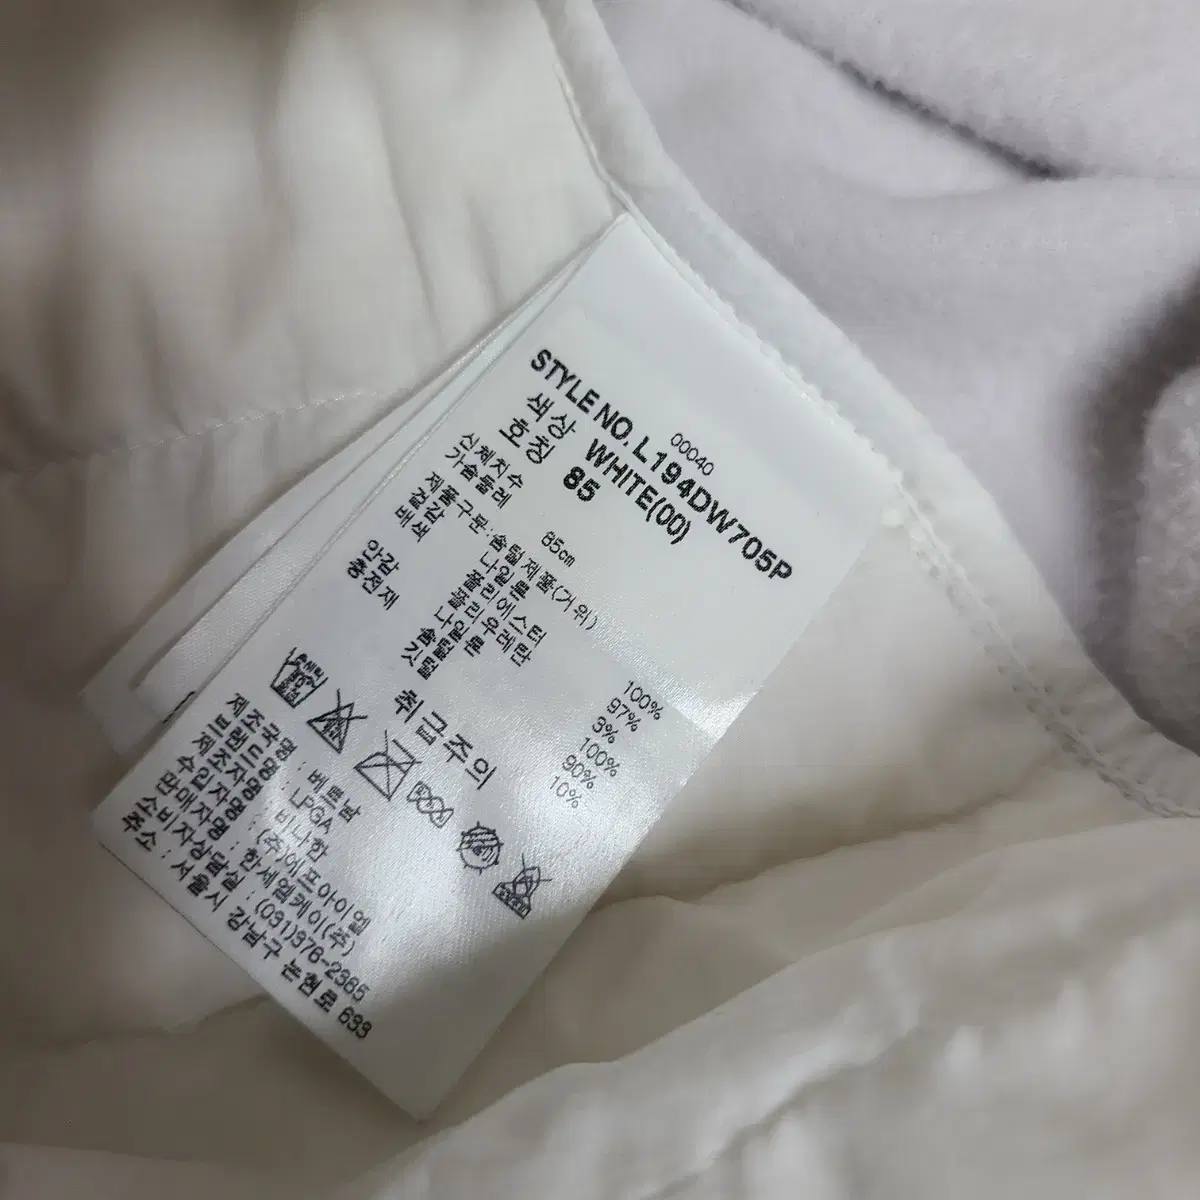 00040
STYLE NO. L194DW705P
색상 WHITE(00)
호칭 85
신체치수
가슴둘레 85cm
제품구분:솜털제품(거위)
겉감 나일론 100%
배색 폴리에스터 97%
폴리우레탄 3%
안감 나일론 100%
충전재 솜털 90%
깃털 10%
취급주의
제조국명 : 베트남
브랜드명 : LPGA
제조자명 : 비나한
수입자명 : (주)에프아이엘
판매자명 : 한세엠케이(주)
소비자상담실 : (031)376-2365
주소 : 서울시 강남구 논현로 633